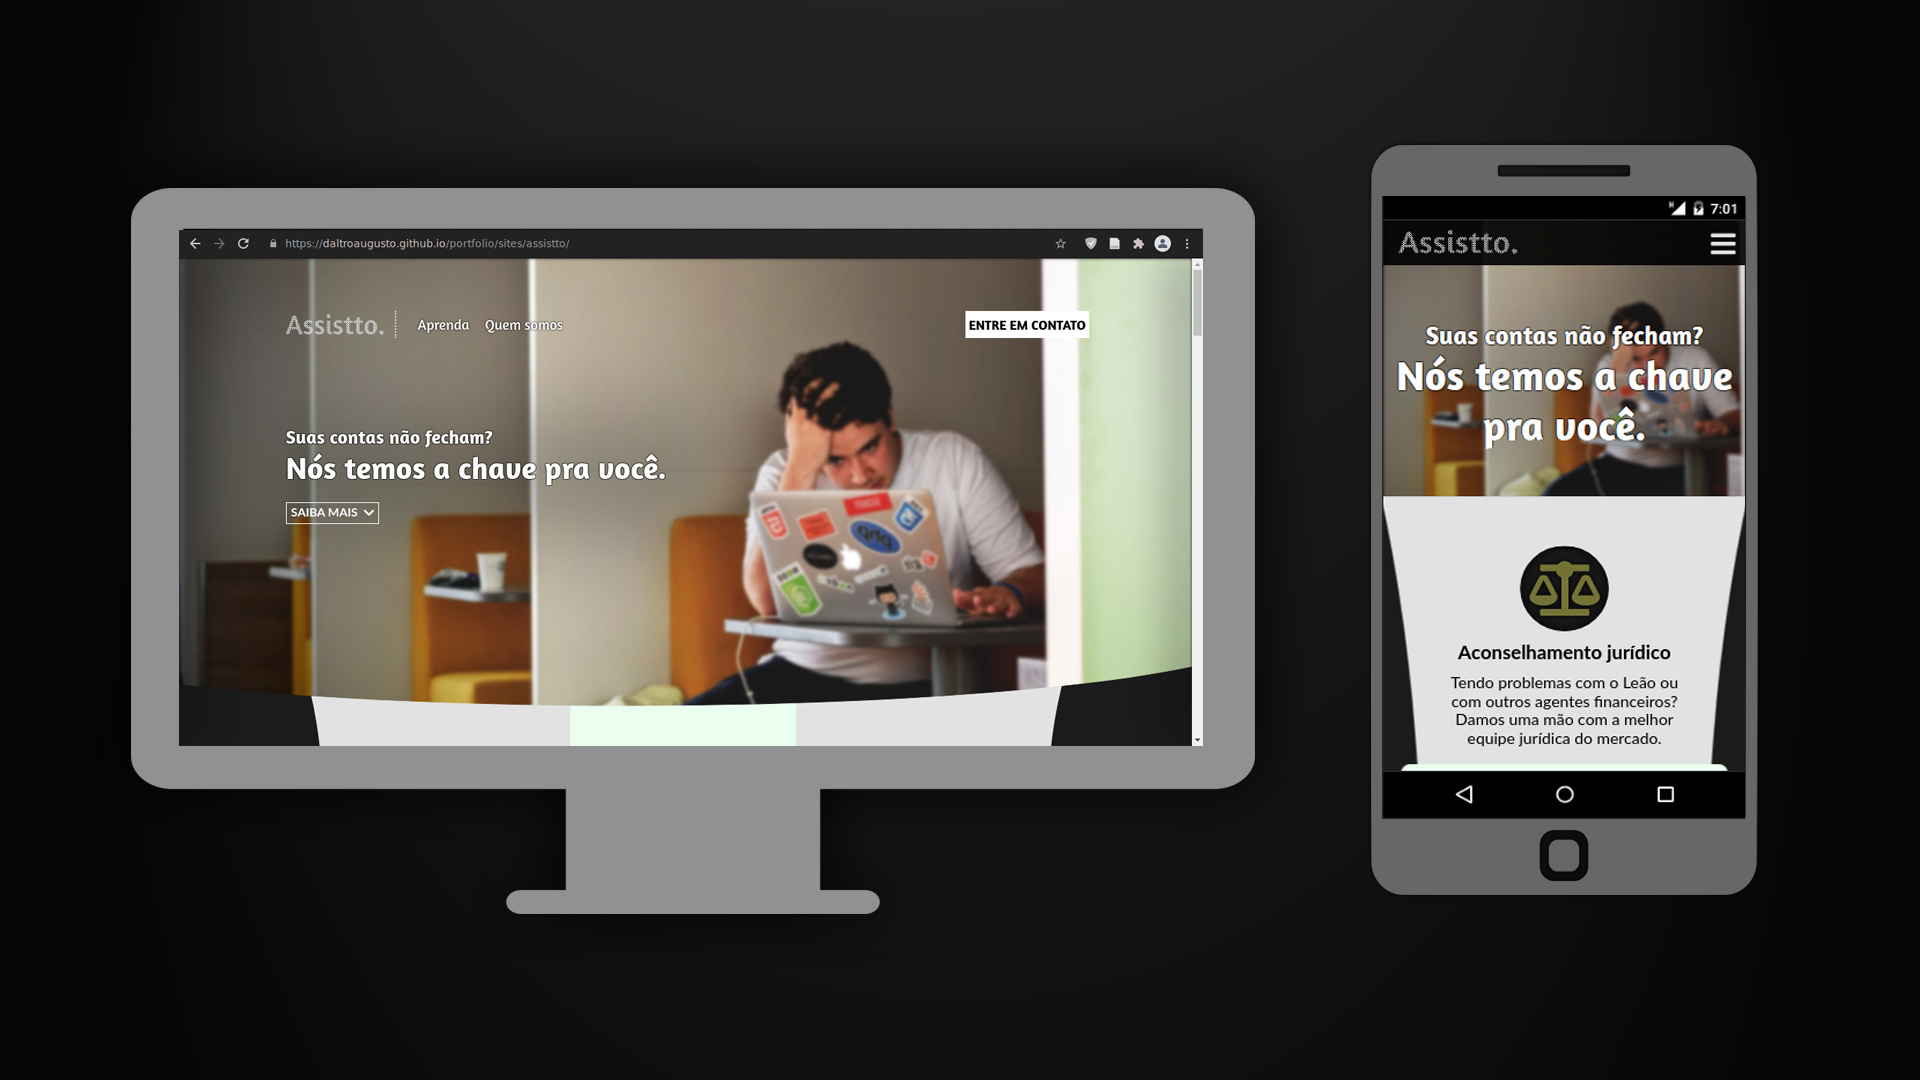 https://daltroaugusto.github.io/portfolio/sites/assistto/
Assistto.
Aprenda
Quem somos
ENTRE EM CONTATO
Suas contas não fecham?
Nós temos a chave pra você.
SAIBA MAIS
php
7:01
Assistto.
Suas contas não fecham?
Nós temos a chave
pra você.
Aconselhamento jurídico
Tendo problemas com o Leão ou
com outros agentes financeiros?
Damos uma mão com a melhor
equipe jurídica do mercado.